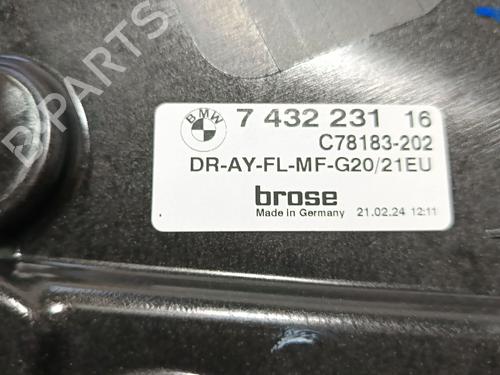 BMW
7 432 231 16
C78183-202
DR-AY-FL-MF-G20/21EU
brose
Made in Germany 21.02.24 12:11
B-PARTS